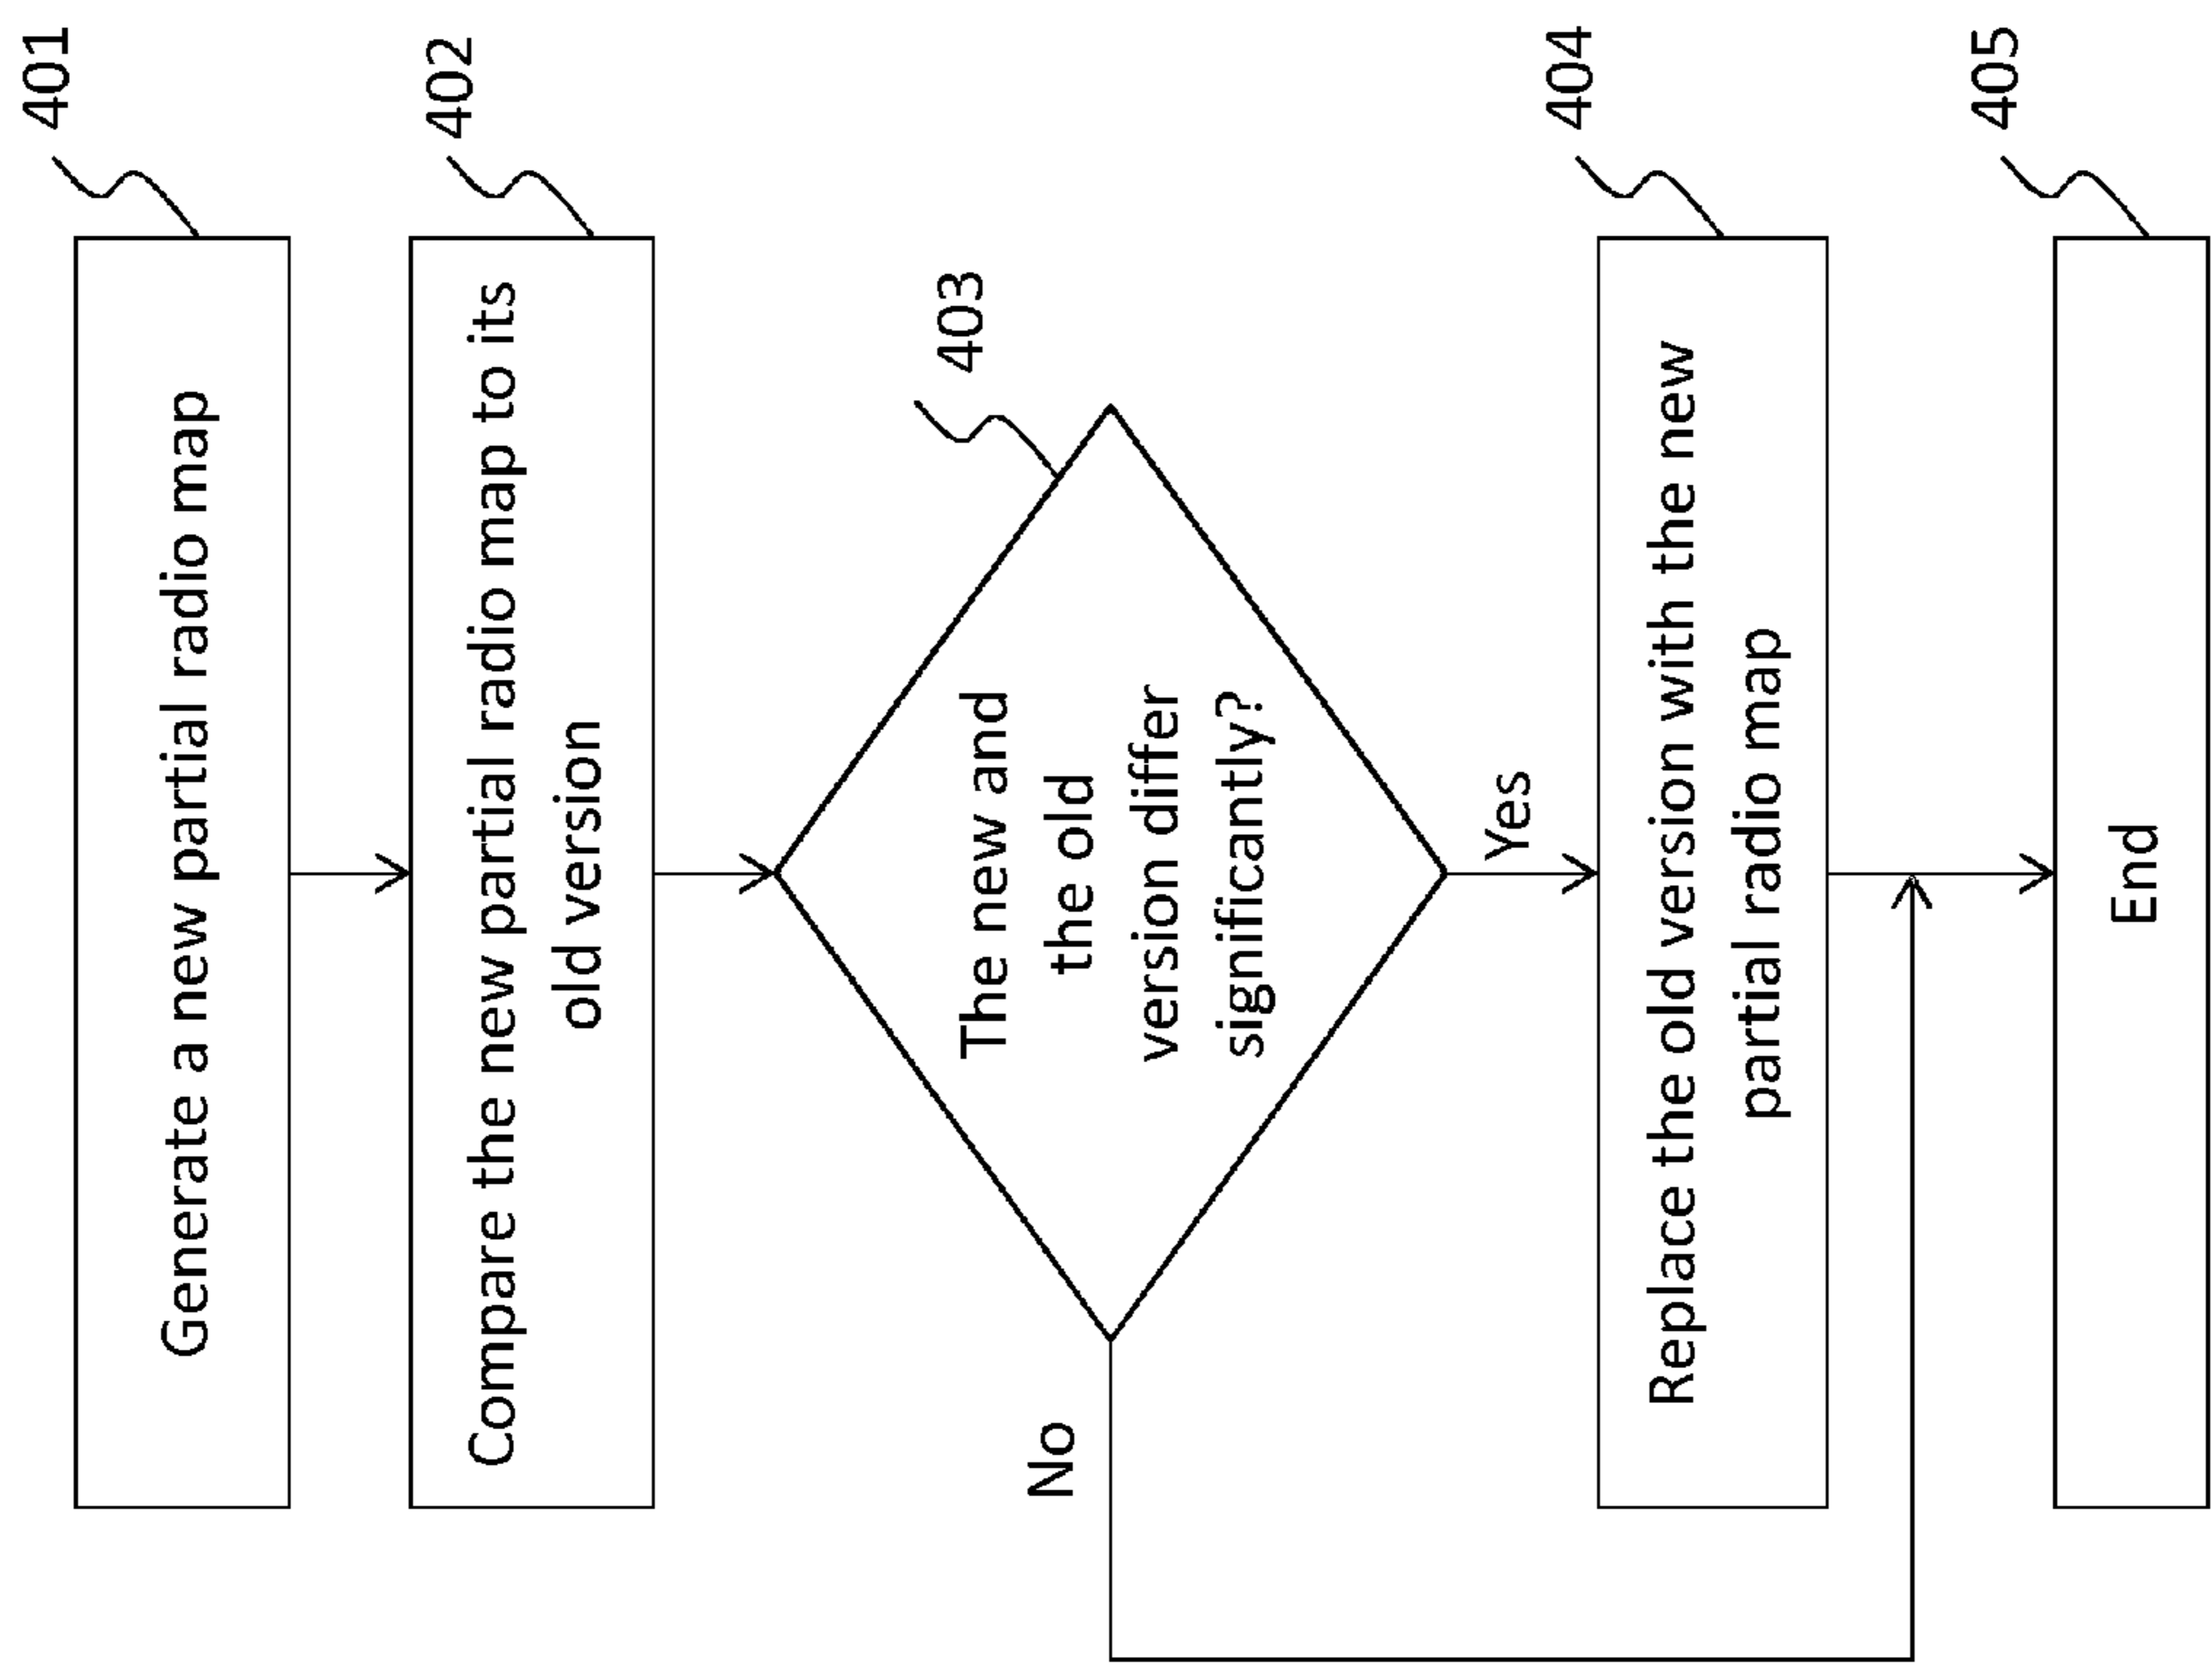 401
Generate a new partial radio map
402
Compare the new partial radio map to its
old version
403
The new and
the old
version differ
significantly?
No
Yes
404
Replace the old version with the new
partial radio map
405
End